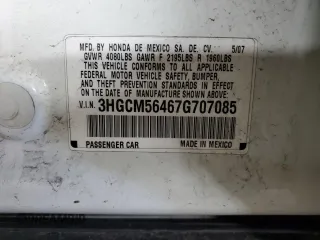 MFD. BY HONDA DE MEXICO SA. DE, CV. 5/07
GVWR 4080LBS GAWR F 2195LBS R 1960LBS
THIS VEHICLE CONFORMS TO ALL APPLICABLE
FEDERAL MOTOR VEHICLE SAFETY, BUMPER,
AND THEFT PREVENTION STANDARDS IN EFFECT
ON THE DATE OF MANUFACTURE SHOWN ABOVE.
V.I.N: 3HGCM56467G707085
PASSENGER CAR MADE IN MEXICO